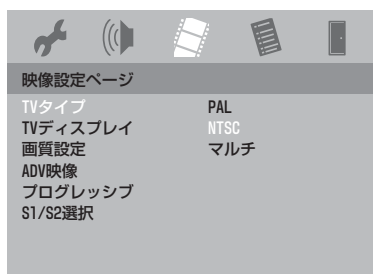 映像設定ページ
TVタイプ PAL
TVディスプレイ NTSC
画質設定 マルチ
ADV映像
プログレッシブ
S1/S2選択